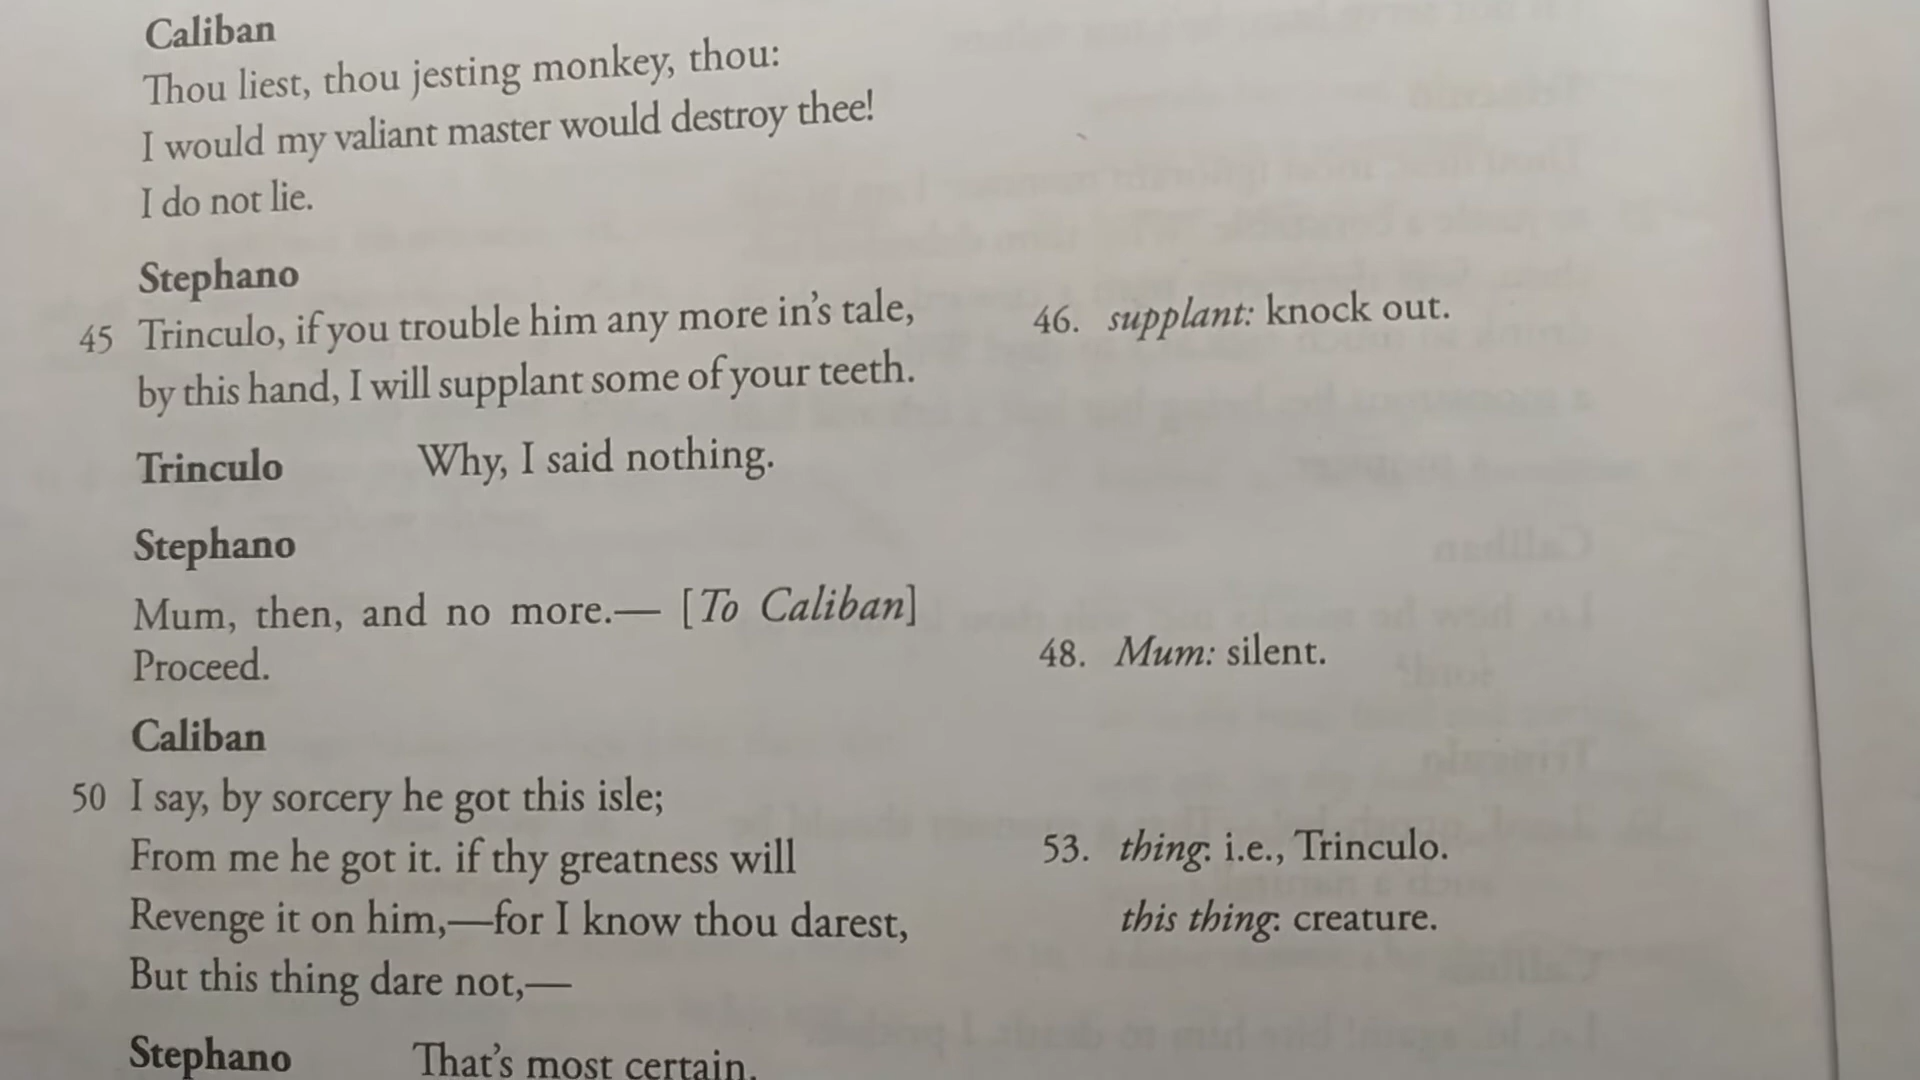 Caliban
Thou liest, thou jesting monkey, thou:
I would my valiant master would destroy thee!
I do not lie.
Stephano
45 Trinculo, if you trouble him any more in's tale,
by this hand, I will supplant some of your teeth.
46. supplant: knock out.
Trinculo Why, I said nothing.
Stephano
Mum, then, and no more.— [To Caliban]
Proceed.
48. Mum: silent.
Caliban
50 I say, by sorcery he got this isle;
From me he got it. if thy greatness will
Revenge it on him,—for I know thou darest,
But this thing dare not,—
53. thing: i.e., Trinculo.
this thing: creature.
Stephano That's most certain.